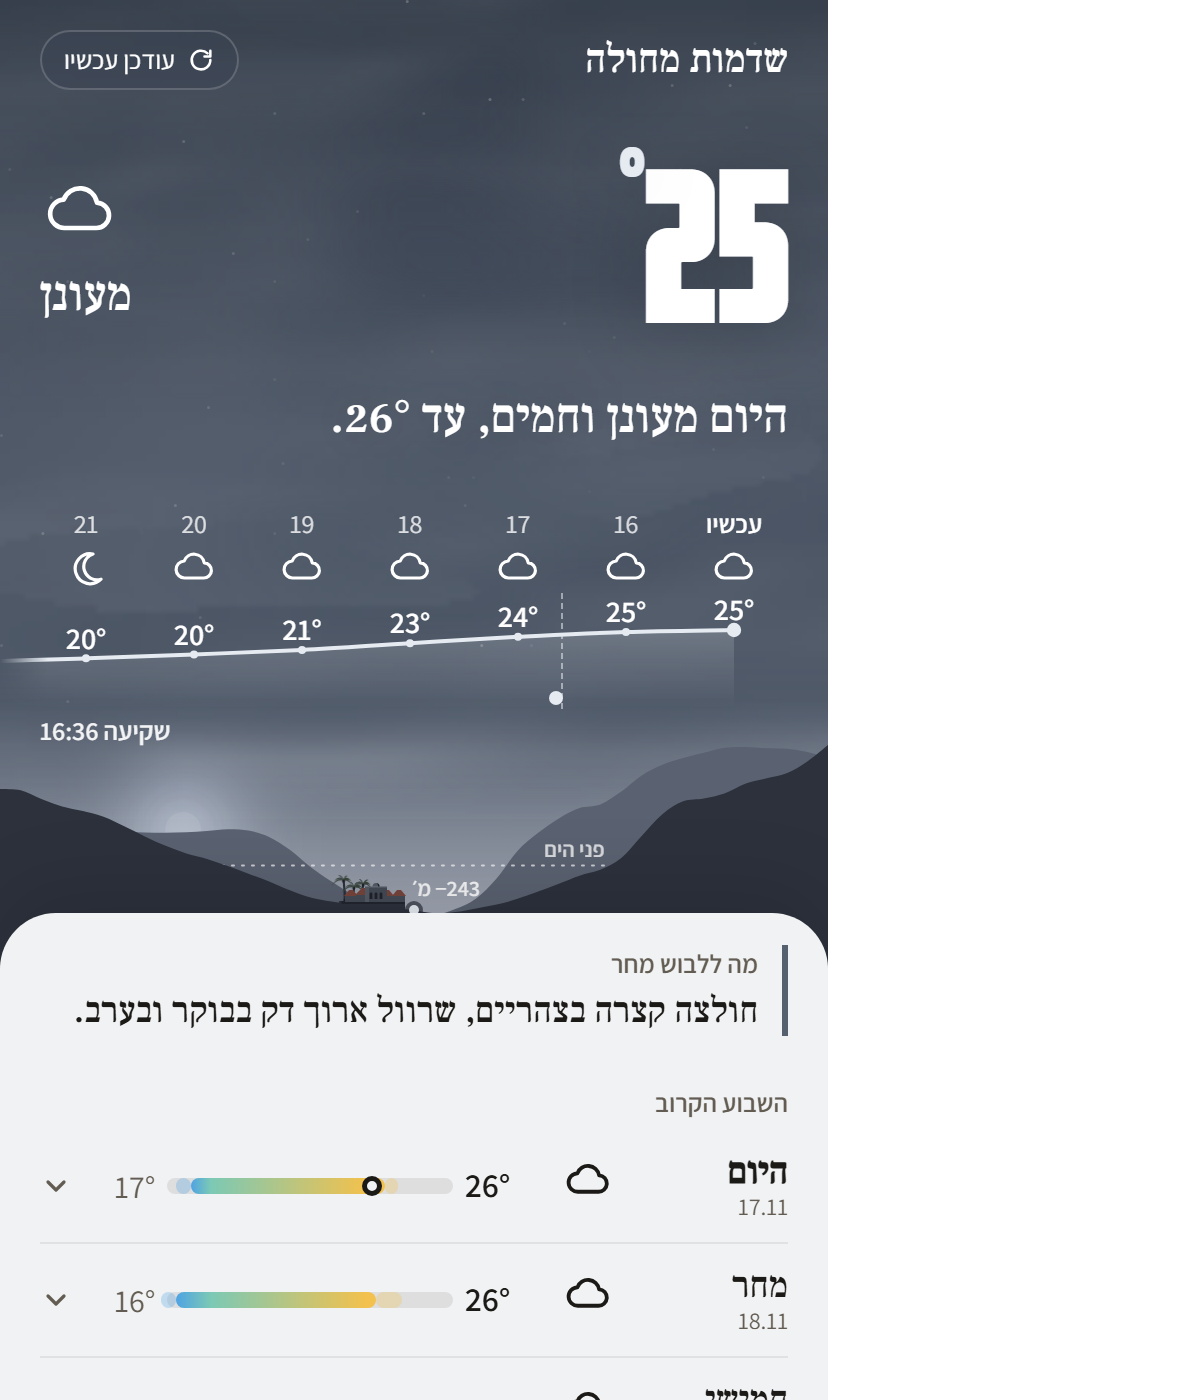 שדמות מחולה
עודכן עכשיו
25°
מעונן
היום מעונן וחמים, עד 26°.
עכשיו 16 17 18 19 20 21
25° 25° 24° 23° 21° 20° 20°
שקיעה 16:36
פני הים
−243 מ׳
מה ללבוש מחר
חולצה קצרה בצהריים, שרוול ארוך דק בבוקר ובערב.
השבוע הקרוב
היום 26° 17°
17.11
מחר 26° 16°
18.11